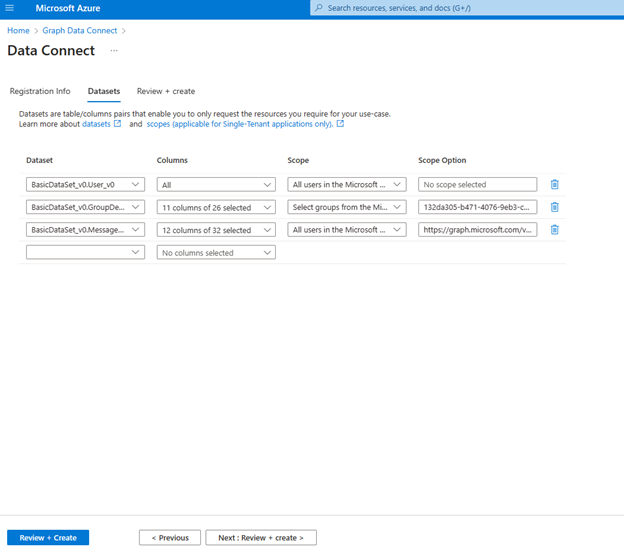 Microsoft Azure
Search resources, services, and docs (G+/)
Home > Graph Data Connect >
Data Connect ...
Registration Info Datasets Review + create
Datasets are table/columns pairs that enable you to only request the resources you require for your use-case.
Learn more about datasets and scopes (applicable for Single-Tenant applications only).
Dataset Columns Scope Scope Option
BasicDataSet_v0.User_v0 All All users in the Microsoft ... No scope selected
BasicDataSet_v0.GroupDe... 11 columns of 26 selected Select groups from the Mi... 132da305-b471-4076-9eb3-c...
BasicDataSet_v0.Message... 12 columns of 32 selected All users in the Microsoft ... https://graph.microsoft.com/v...
No columns selected
Review + Create < Previous Next : Review + create >